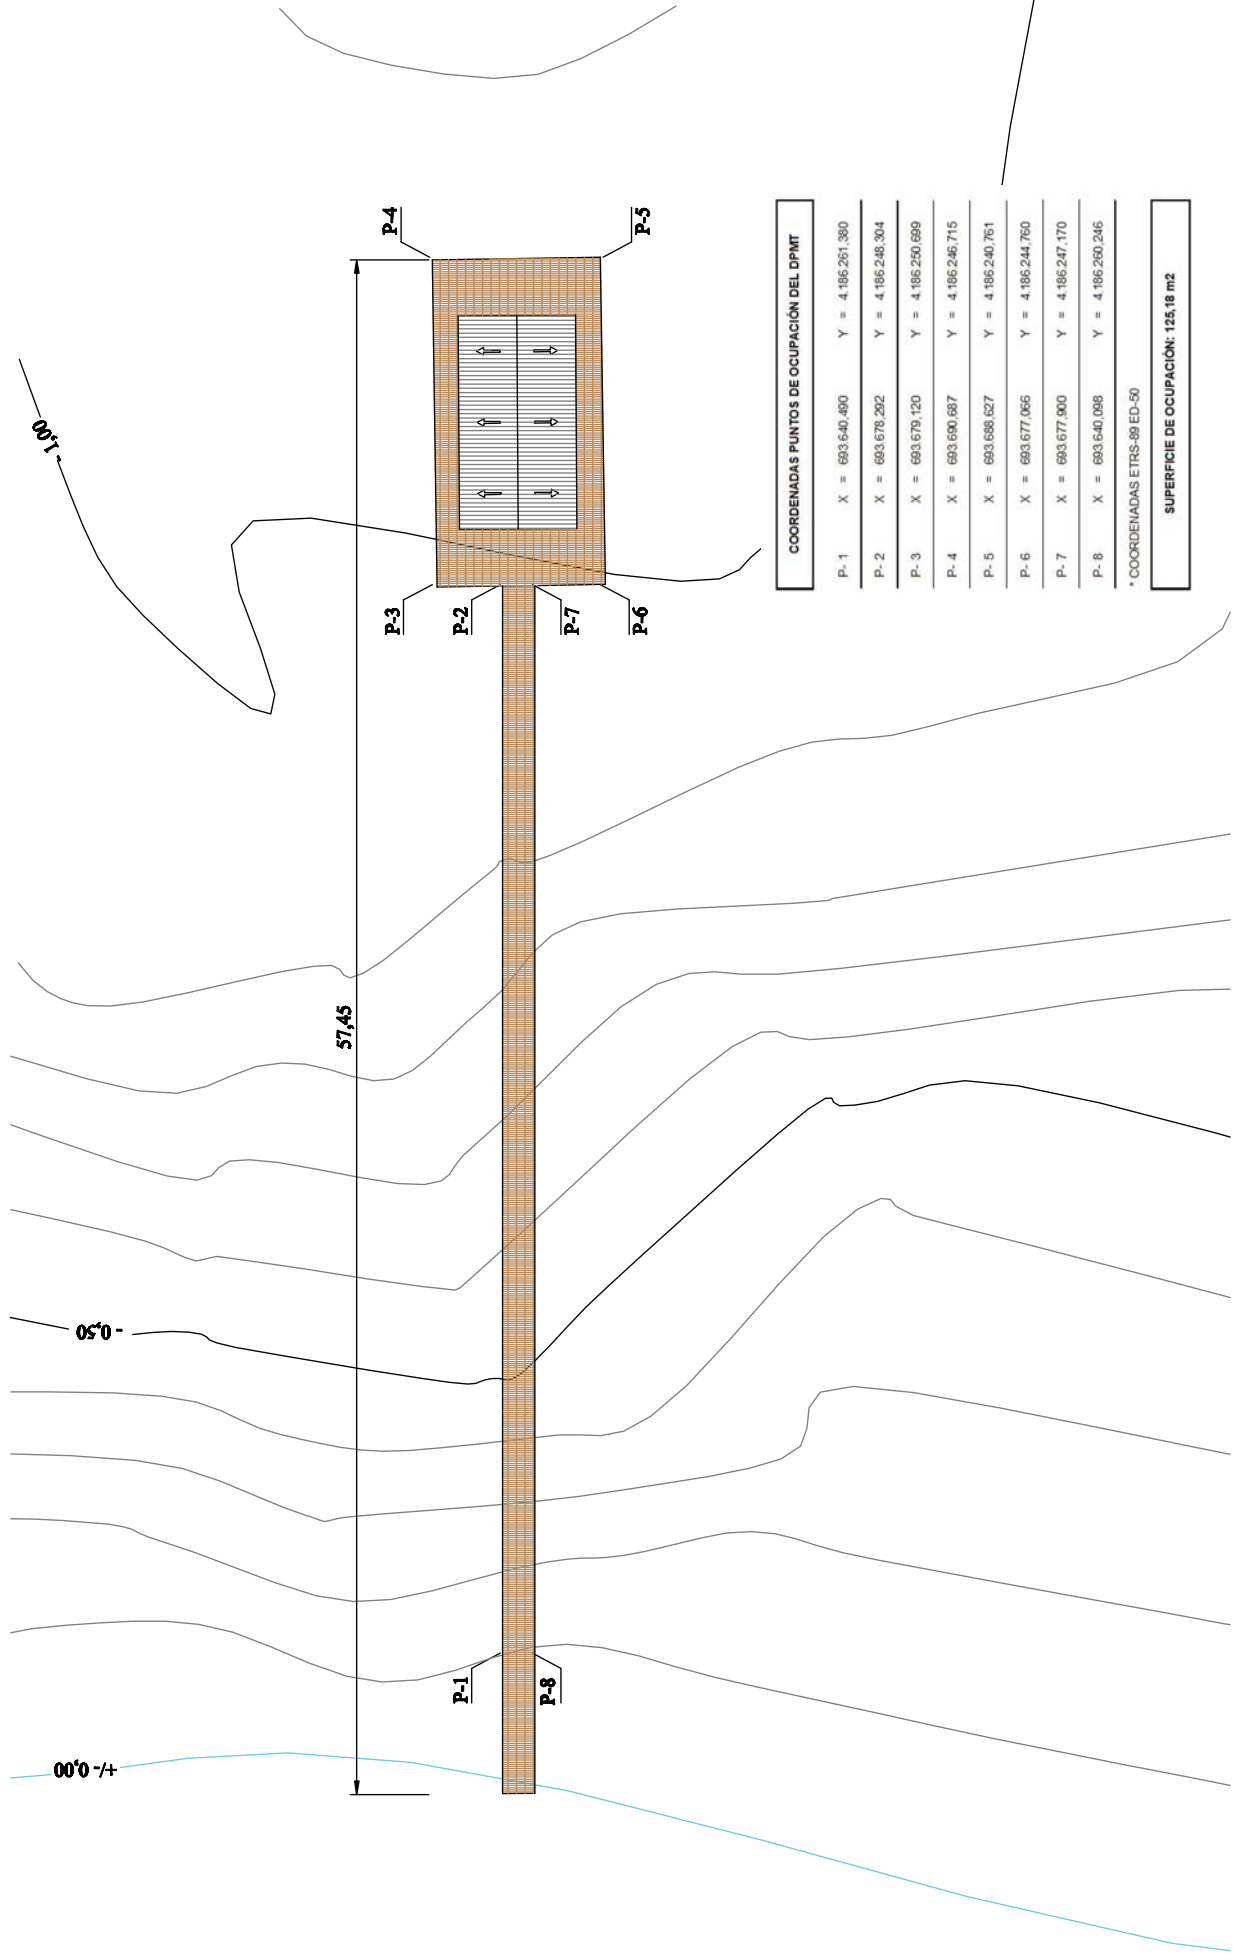 COORDENADAS PUNTOS DE OCUPACIÓN DEL DPMT
P- 1 X = 693.640,490 Y = 4.186.261,380
P- 2 X = 693.678,292 Y = 4.186.248,304
P- 3 X = 693.679,120 Y = 4.186.250,699
P- 4 X = 693.690,687 Y = 4.186.246,715
P- 5 X = 693.688,627 Y = 4.186.240,761
P- 6 X = 693.677,066 Y = 4.186.244,760
P- 7 X = 693.677,900 Y = 4.186.247,170
P- 8 X = 693.640,098 Y = 4.186.260,246
* COORDENADAS ETRS-89 ED-50
SUPERFICIE DE OCUPACIÓN: 125,18 m2
P-4
P-5
P-3
P-2
P-7
P-6
57,45
P-1
P-8
- 1,00
- 0,50
+/- 0,00